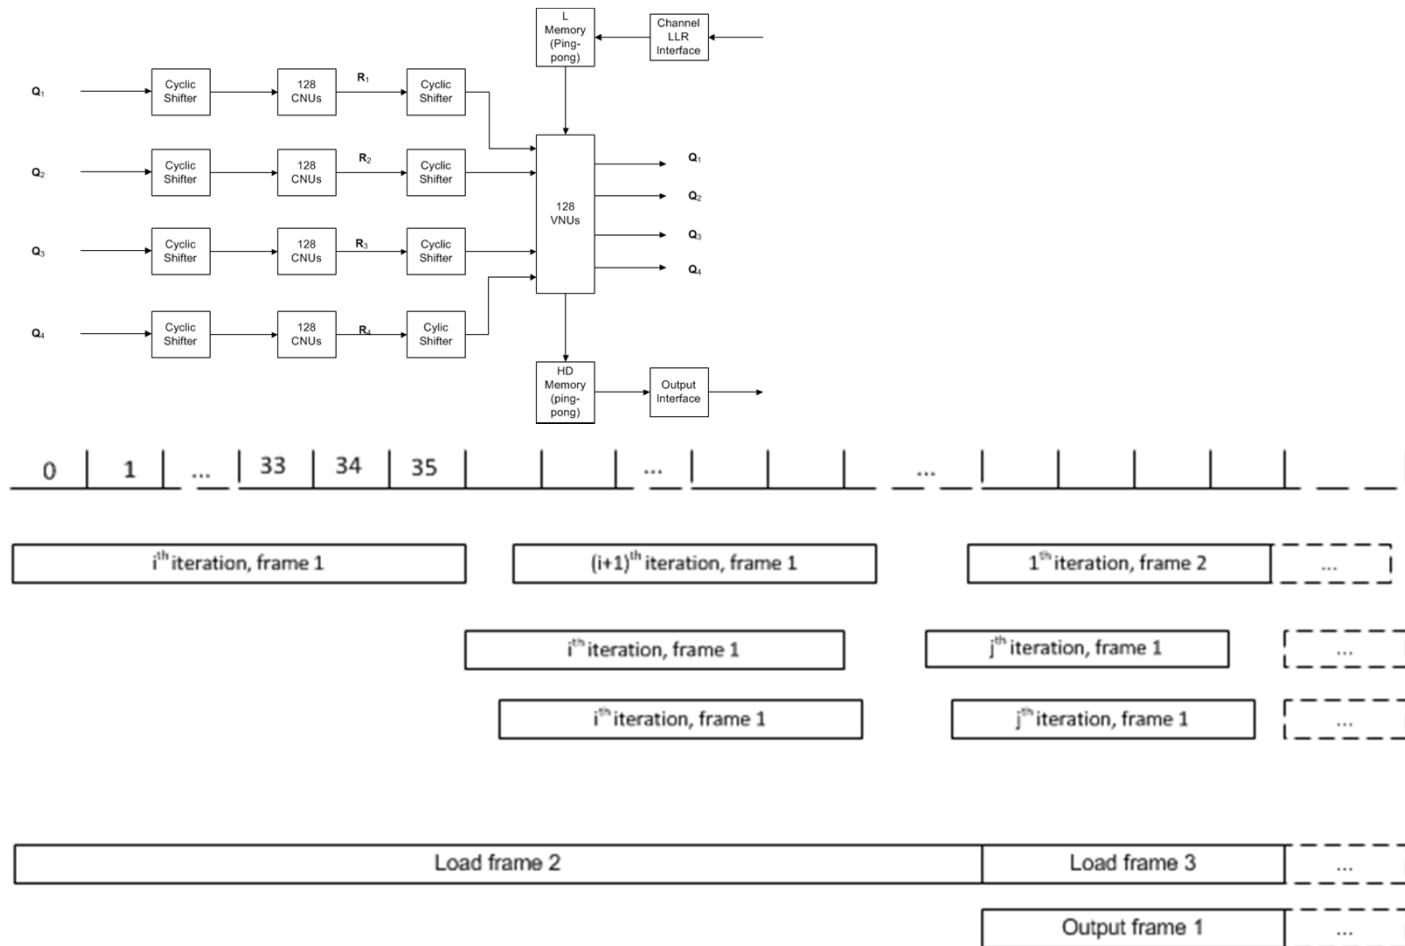 L
Memory
(Ping-
pong)
Channel
LLR
Interface
Q₁
Cyclic
Shifter
128
CNUs
R₁
Cyclic
Shifter
Q₂
Cyclic
Shifter
128
CNUs
R₂
Cyclic
Shifter
128
VNUs
Q₁
Q₂
Q₃
Q₄
Q₃
Cyclic
Shifter
128
CNUs
R₃
Cyclic
Shifter
Q₄
Cyclic
Shifter
128
CNUs
R₄
Cylic
Shifter
HD
Memory
(ping-
pong)
Output
Interface
0 1 ... 33 34 35 ... ...
iᵗʰ iteration, frame 1 (i+1)ᵗʰ iteration, frame 1 1ᵗʰ iteration, frame 2 ...
iᵗʰ iteration, frame 1 jᵗʰ iteration, frame 1 ...
iᵗʰ iteration, frame 1 jᵗʰ iteration, frame 1 ...
Load frame 2 Load frame 3 ...
Output frame 1 ...